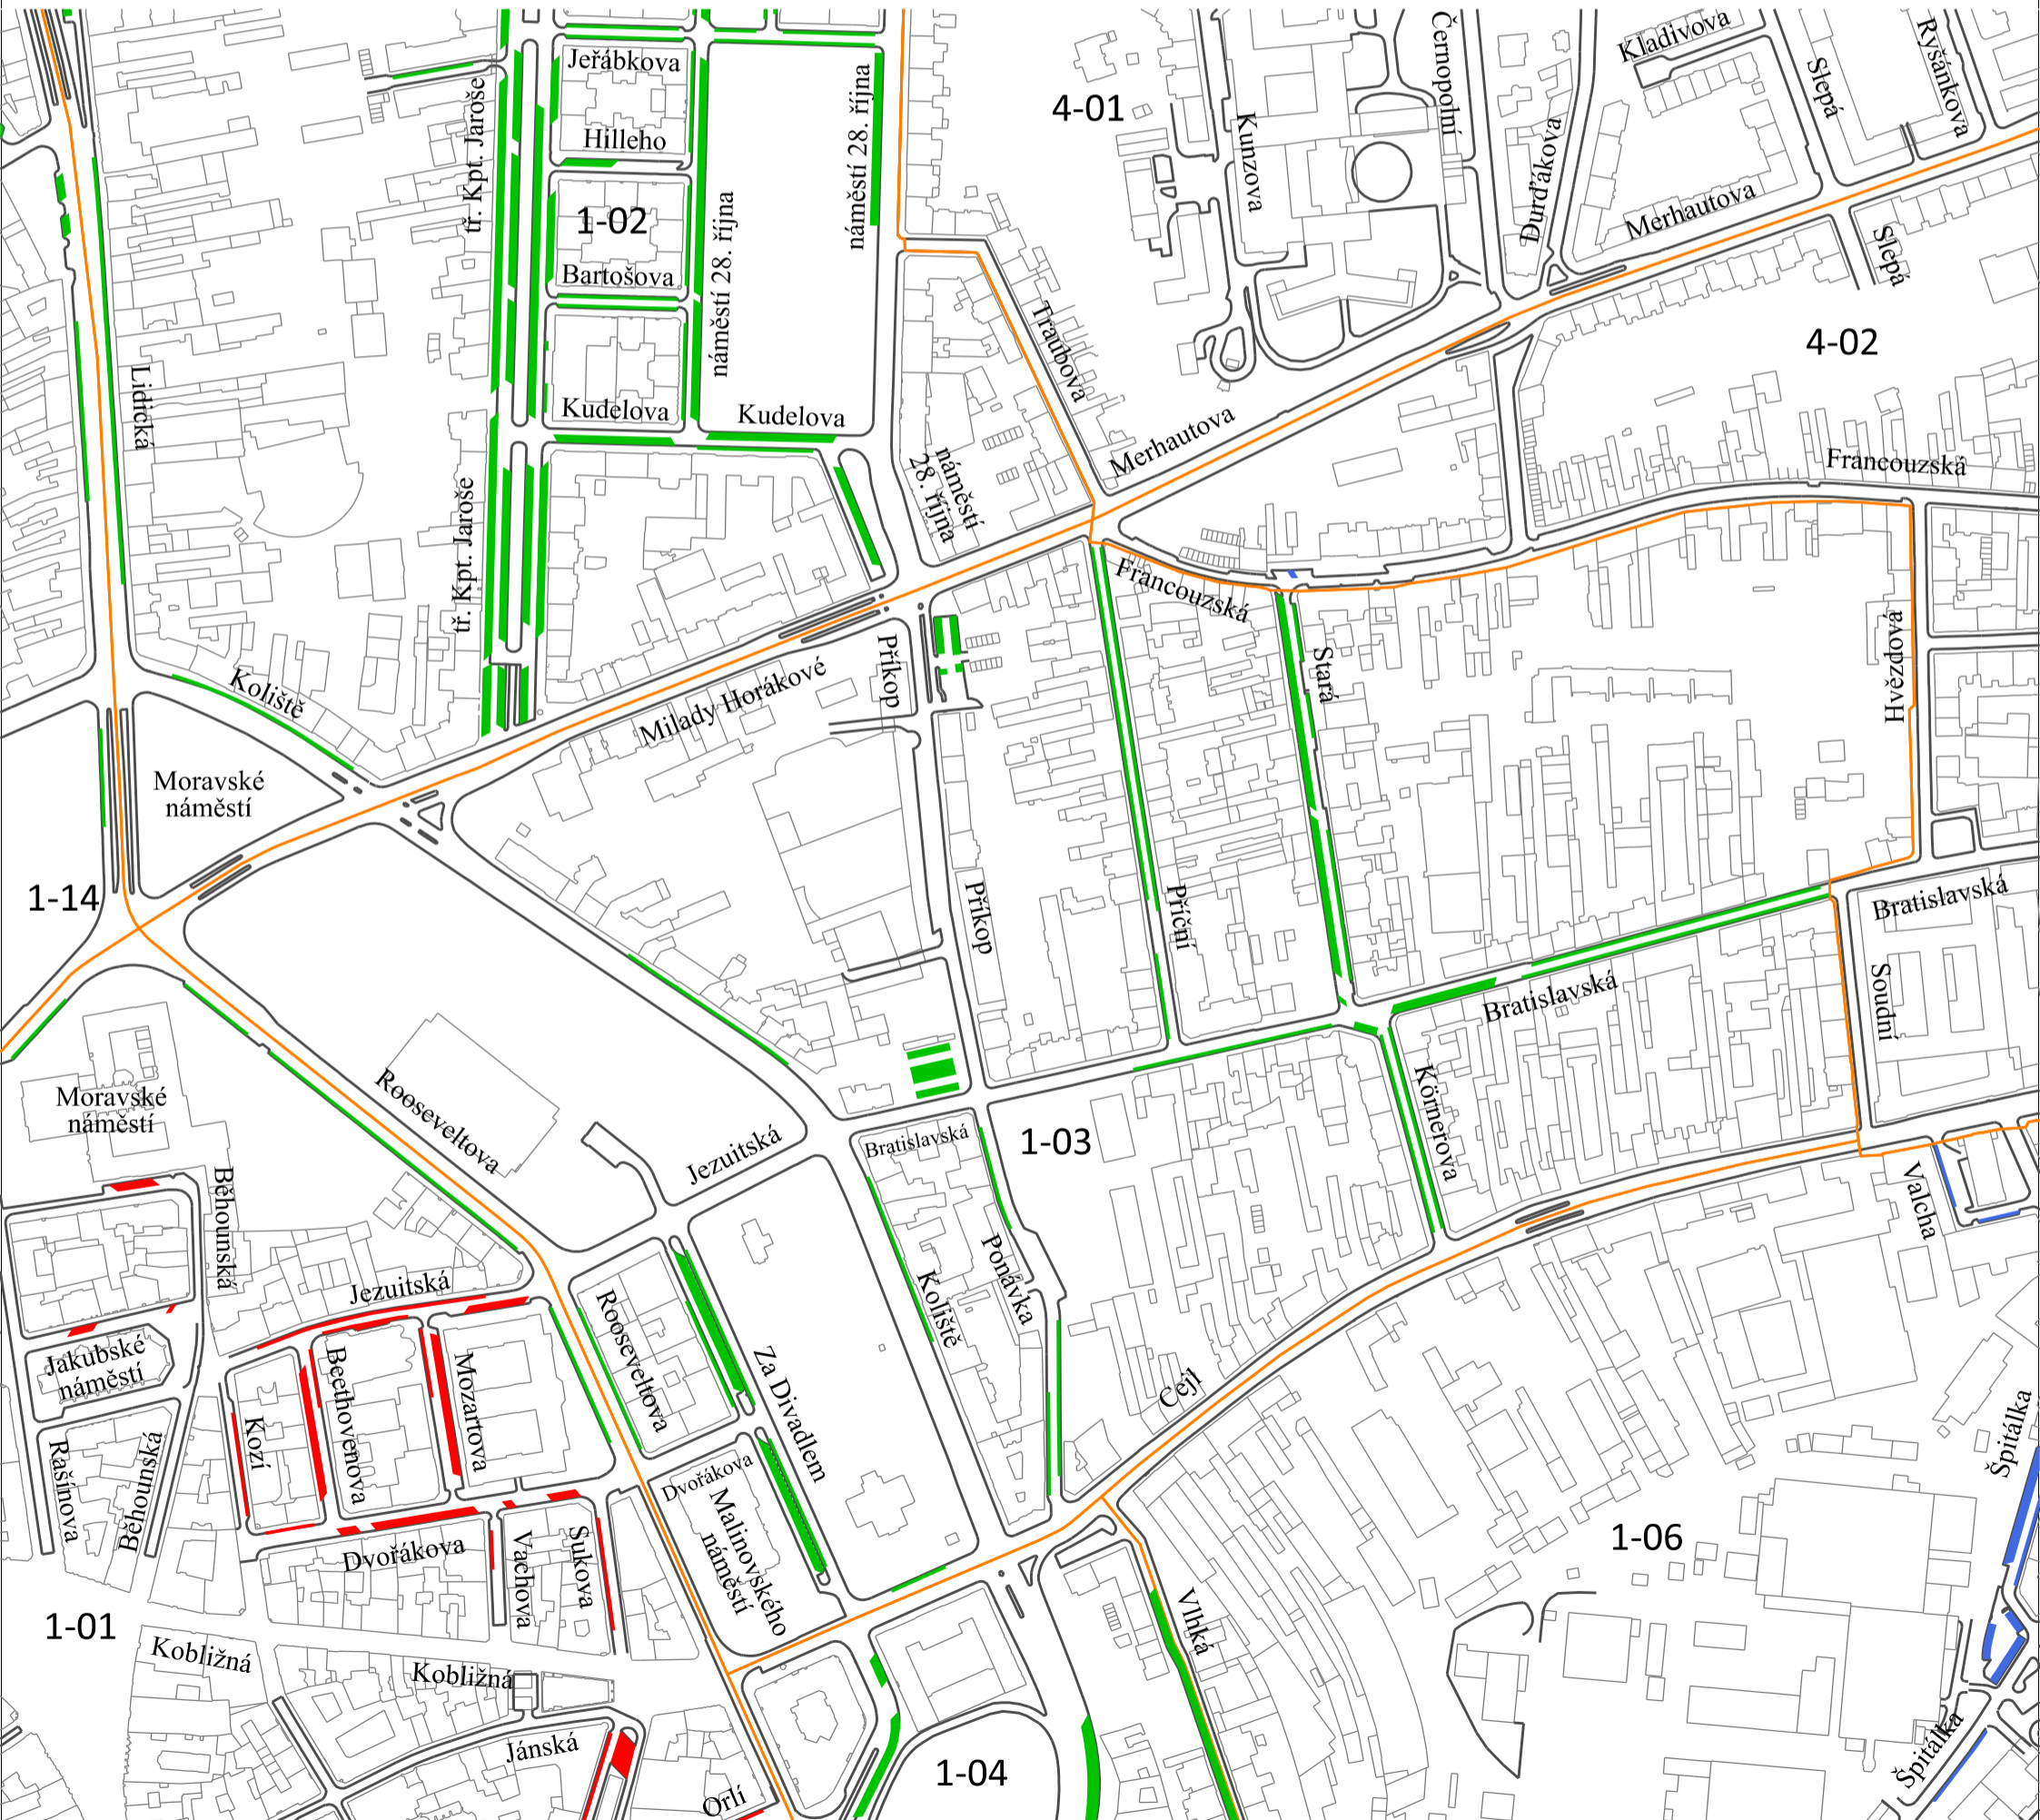 Jeřábkova
Hilleho
1-02
Bartošova
Kudelova
Kudelova
tř. Kpt. Jaroše
tř. Kpt. Jaroše
náměstí 28. října
náměstí 28. října
náměstí
28. října
4-01
Kunzova
Černopolní
Durďákova
Kladivova
Slepá
Ryšánkova
Merhautova
Slepá
4-02
Traubova
Merhautova
Francouzská
Francouzská
Lidická
Koliště
Milady Horákové
Příkop
Příkop
Příční
Stará
Hvězdová
Moravské
náměstí
1-14
Bratislavská
Bratislavská
Soudní
Moravské
náměstí
Rooseveltova
Jezuitská
Bratislavská
1-03
Körnerova
Valcha
Běhounská
Jezuitská
Rooseveltova
Za Divadlem
Koliště
Ponávka
Cejl
Jakubské
náměstí
Kozí
Beethovenova
Mozartova
Rašínova
Běhounská
Dvořákova
Vachova
Sukova
Dvořákova
Malinovského
náměstí
Vlhká
1-06
Špitálka
Špitálka
1-01
Kobližná
Kobližná
Jánská
Orlí
1-04